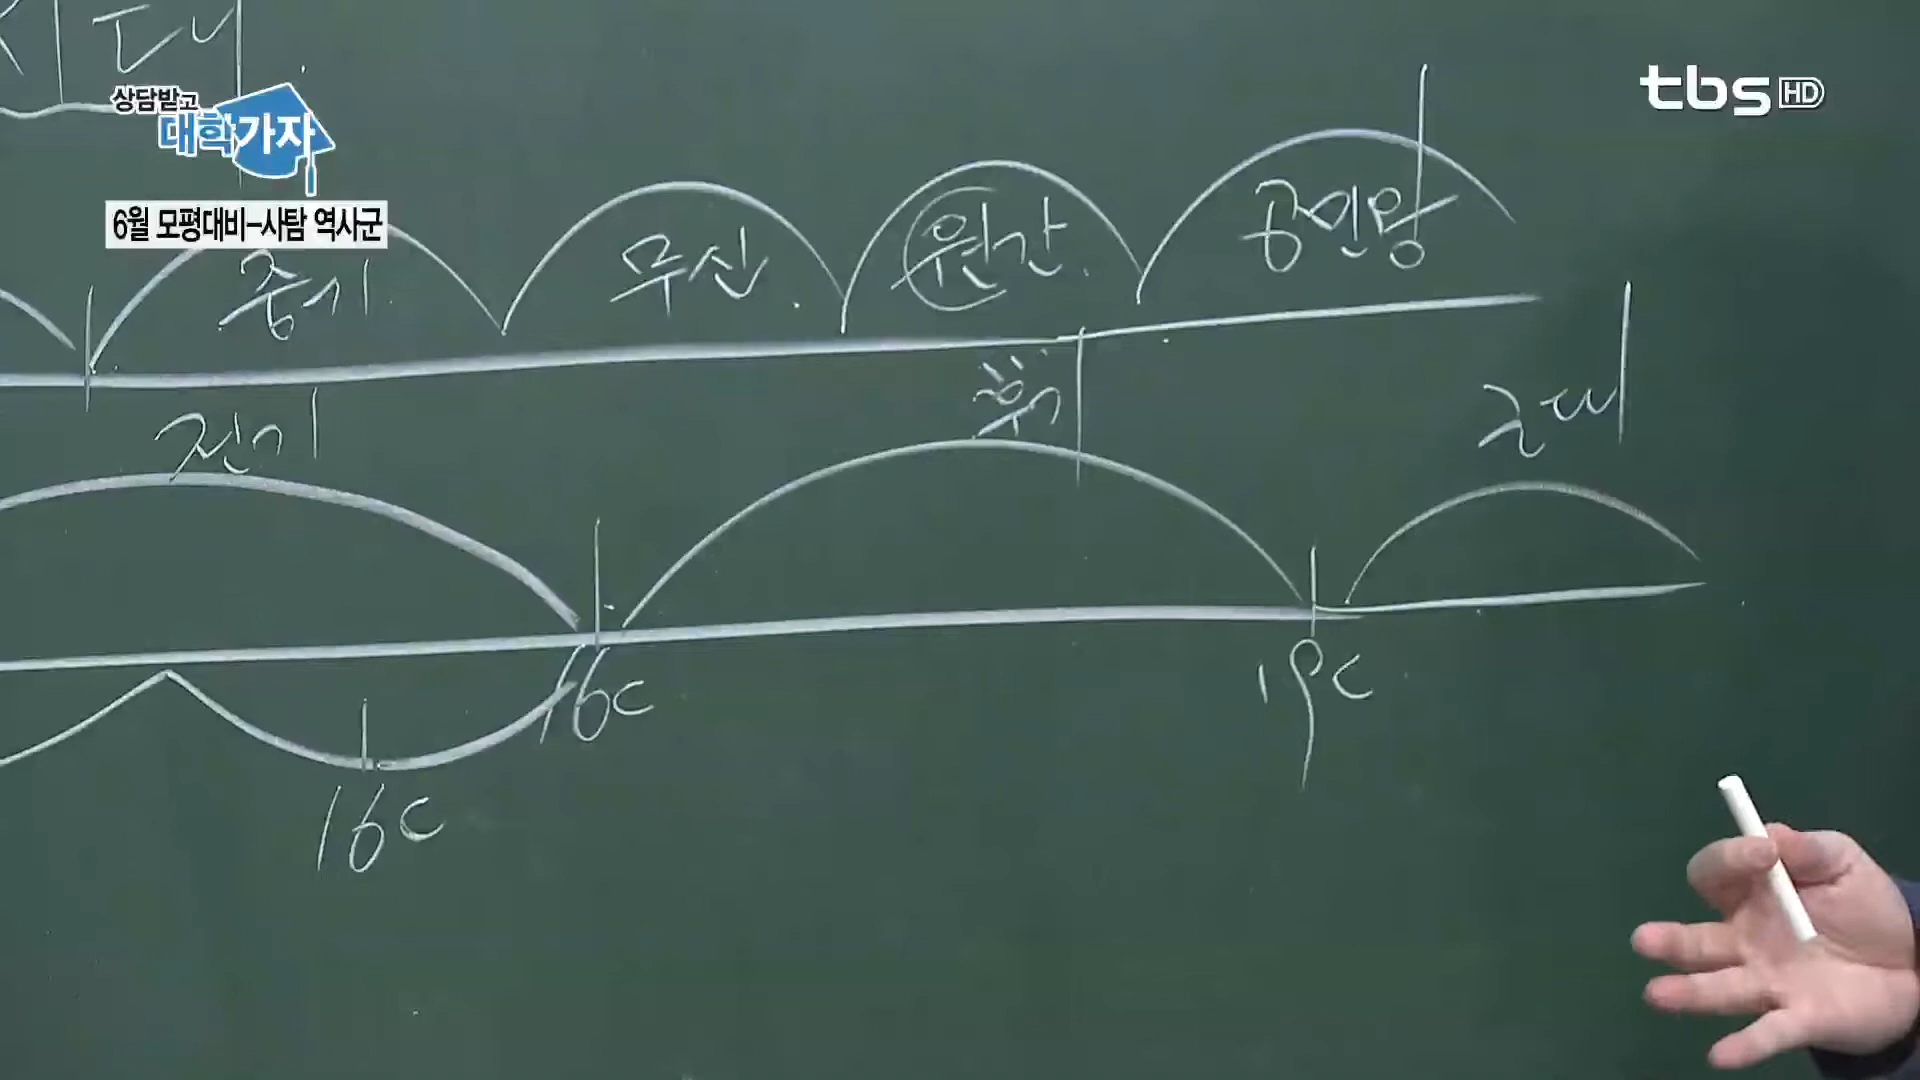 시대
상담받고
대학가자
tbs HD
6월 모평대비-사탐 역사군
중기 무신 원간 공민왕
전기 후기 근대
16C 19C
16C